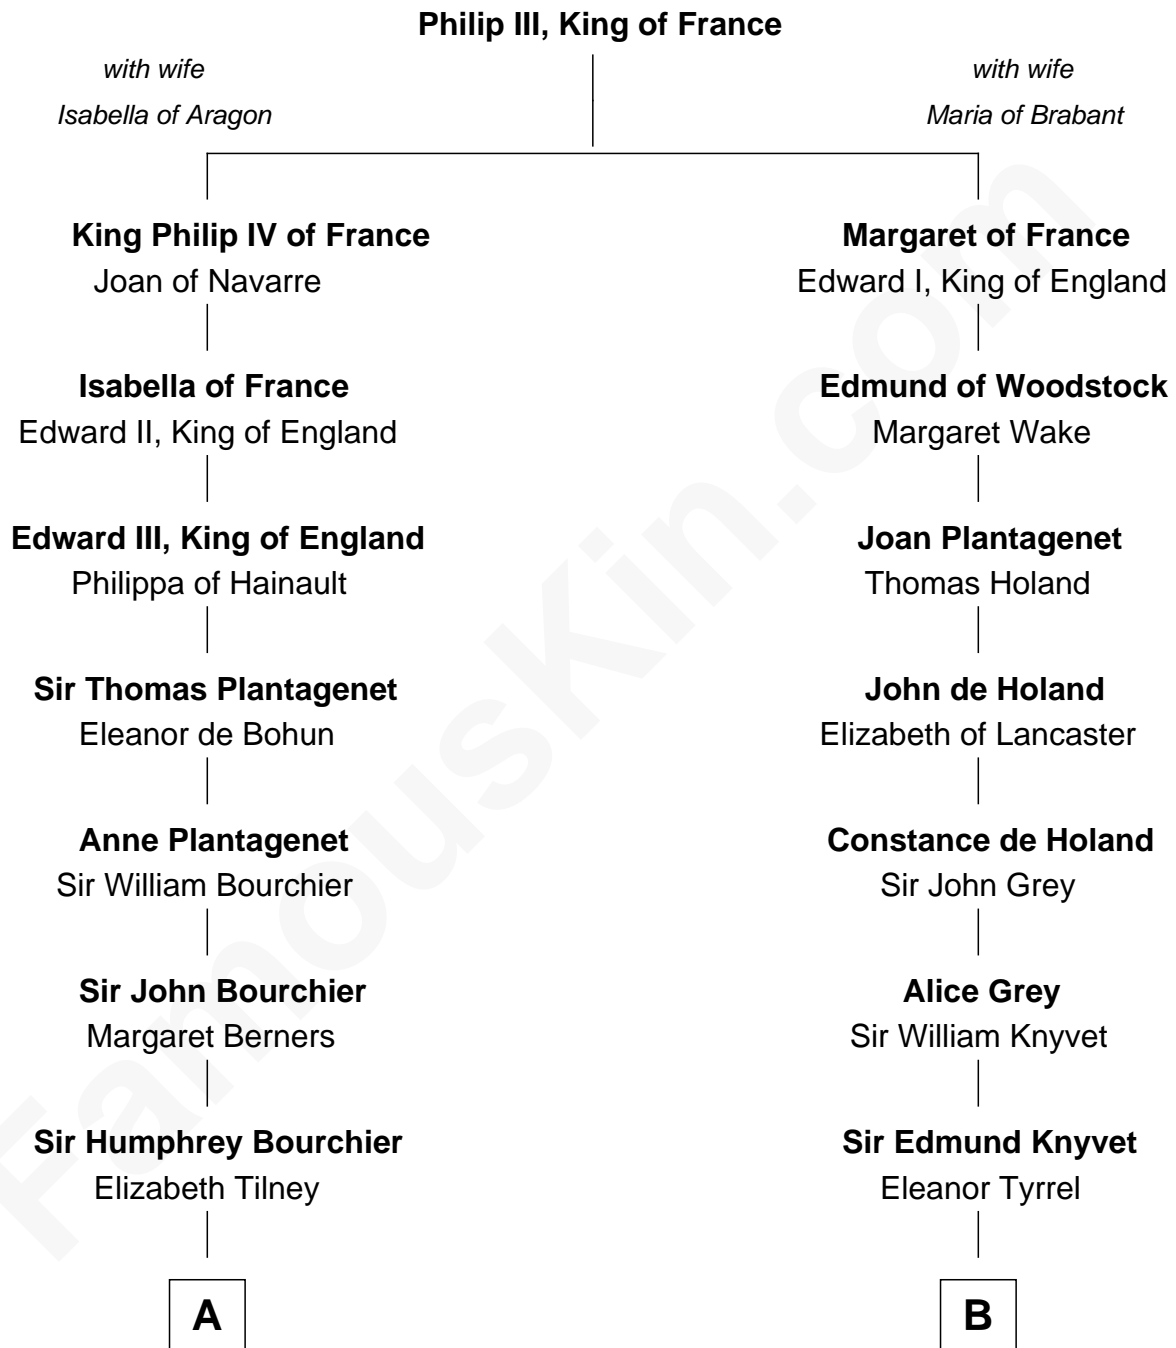 Philip III, King of France
with wife
Isabella of Aragon
with wife
Maria of Brabant
King Philip IV of France
Joan of Navarre
Margaret of France
Edward I, King of England
Isabella of France
Edward II, King of England
Edmund of Woodstock
Margaret Wake
Edward III, King of England
Philippa of Hainault
Joan Plantagenet
Thomas Holand
Sir Thomas Plantagenet
Eleanor de Bohun
John de Holand
Elizabeth of Lancaster
Anne Plantagenet
Sir William Bourchier
Constance de Holand
Sir John Grey
Sir John Bourchier
Margaret Berners
Alice Grey
Sir William Knyvet
Sir Humphrey Bourchier
Elizabeth Tilney
Sir Edmund Knyvet
Eleanor Tyrrel
A
B
FamousKin.com